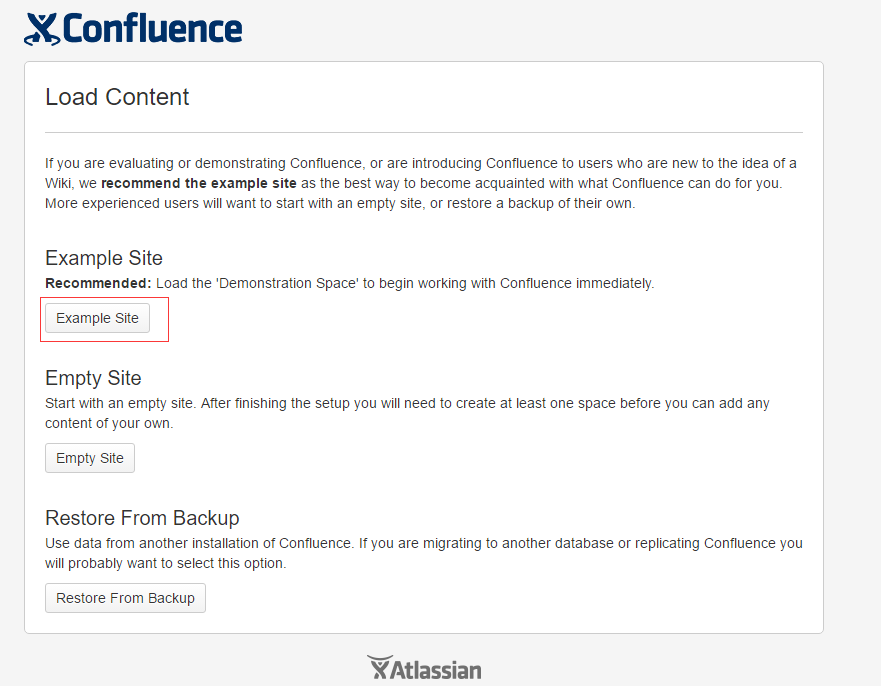 Confluence
Load Content
If you are evaluating or demonstrating Confluence, or are introducing Confluence to users who are new to the idea of a
Wiki, we recommend the example site as the best way to become acquainted with what Confluence can do for you.
More experienced users will want to start with an empty site, or restore a backup of their own.
Example Site
Recommended: Load the 'Demonstration Space' to begin working with Confluence immediately.
Example Site
Empty Site
Start with an empty site. After finishing the setup you will need to create at least one space before you can add any
content of your own.
Empty Site
Restore From Backup
Use data from another installation of Confluence. If you are migrating to another database or replicating Confluence you
will probably want to select this option.
Restore From Backup
Atlassian